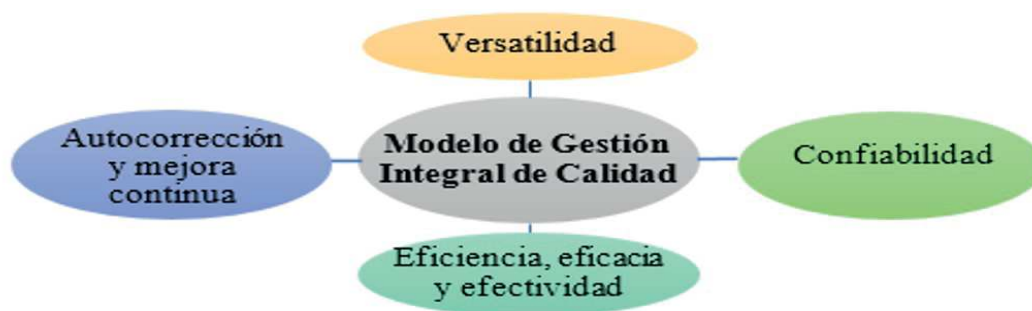 Versatilidad
Autocorrección
y mejora
continua
Modelo de Gestión
Integral de Calidad
Confiabilidad
Eficiencia, eficacia
y efectividad